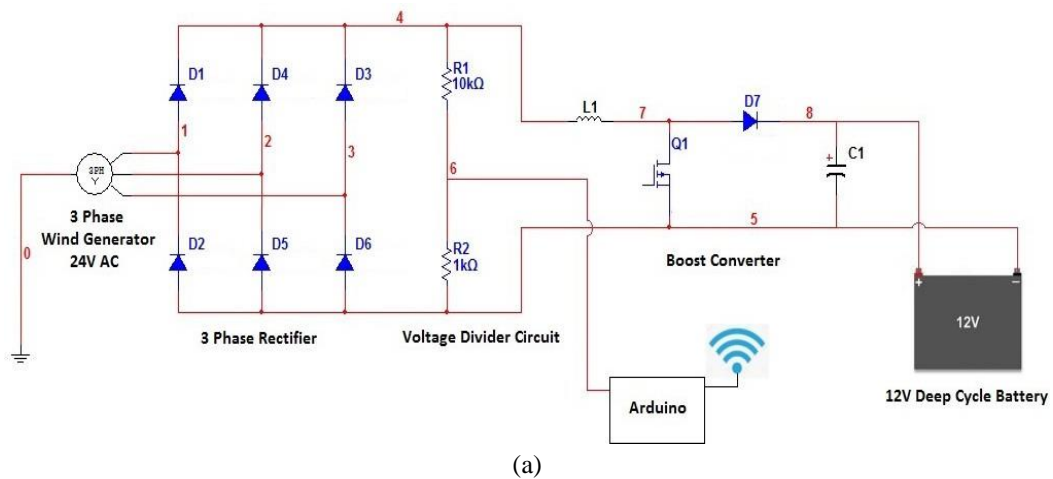 4
D1
D4
D3
R1
10kΩ
L1
7
D7
8
1
2
3
Q1
C1
+
3PH
Y
6
3 Phase
Wind Generator
24V AC
0
D2
D5
D6
R2
1kΩ
5
Boost Converter
+
−
12V
3 Phase Rectifier
Voltage Divider Circuit
Arduino
12V Deep Cycle Battery
(a)